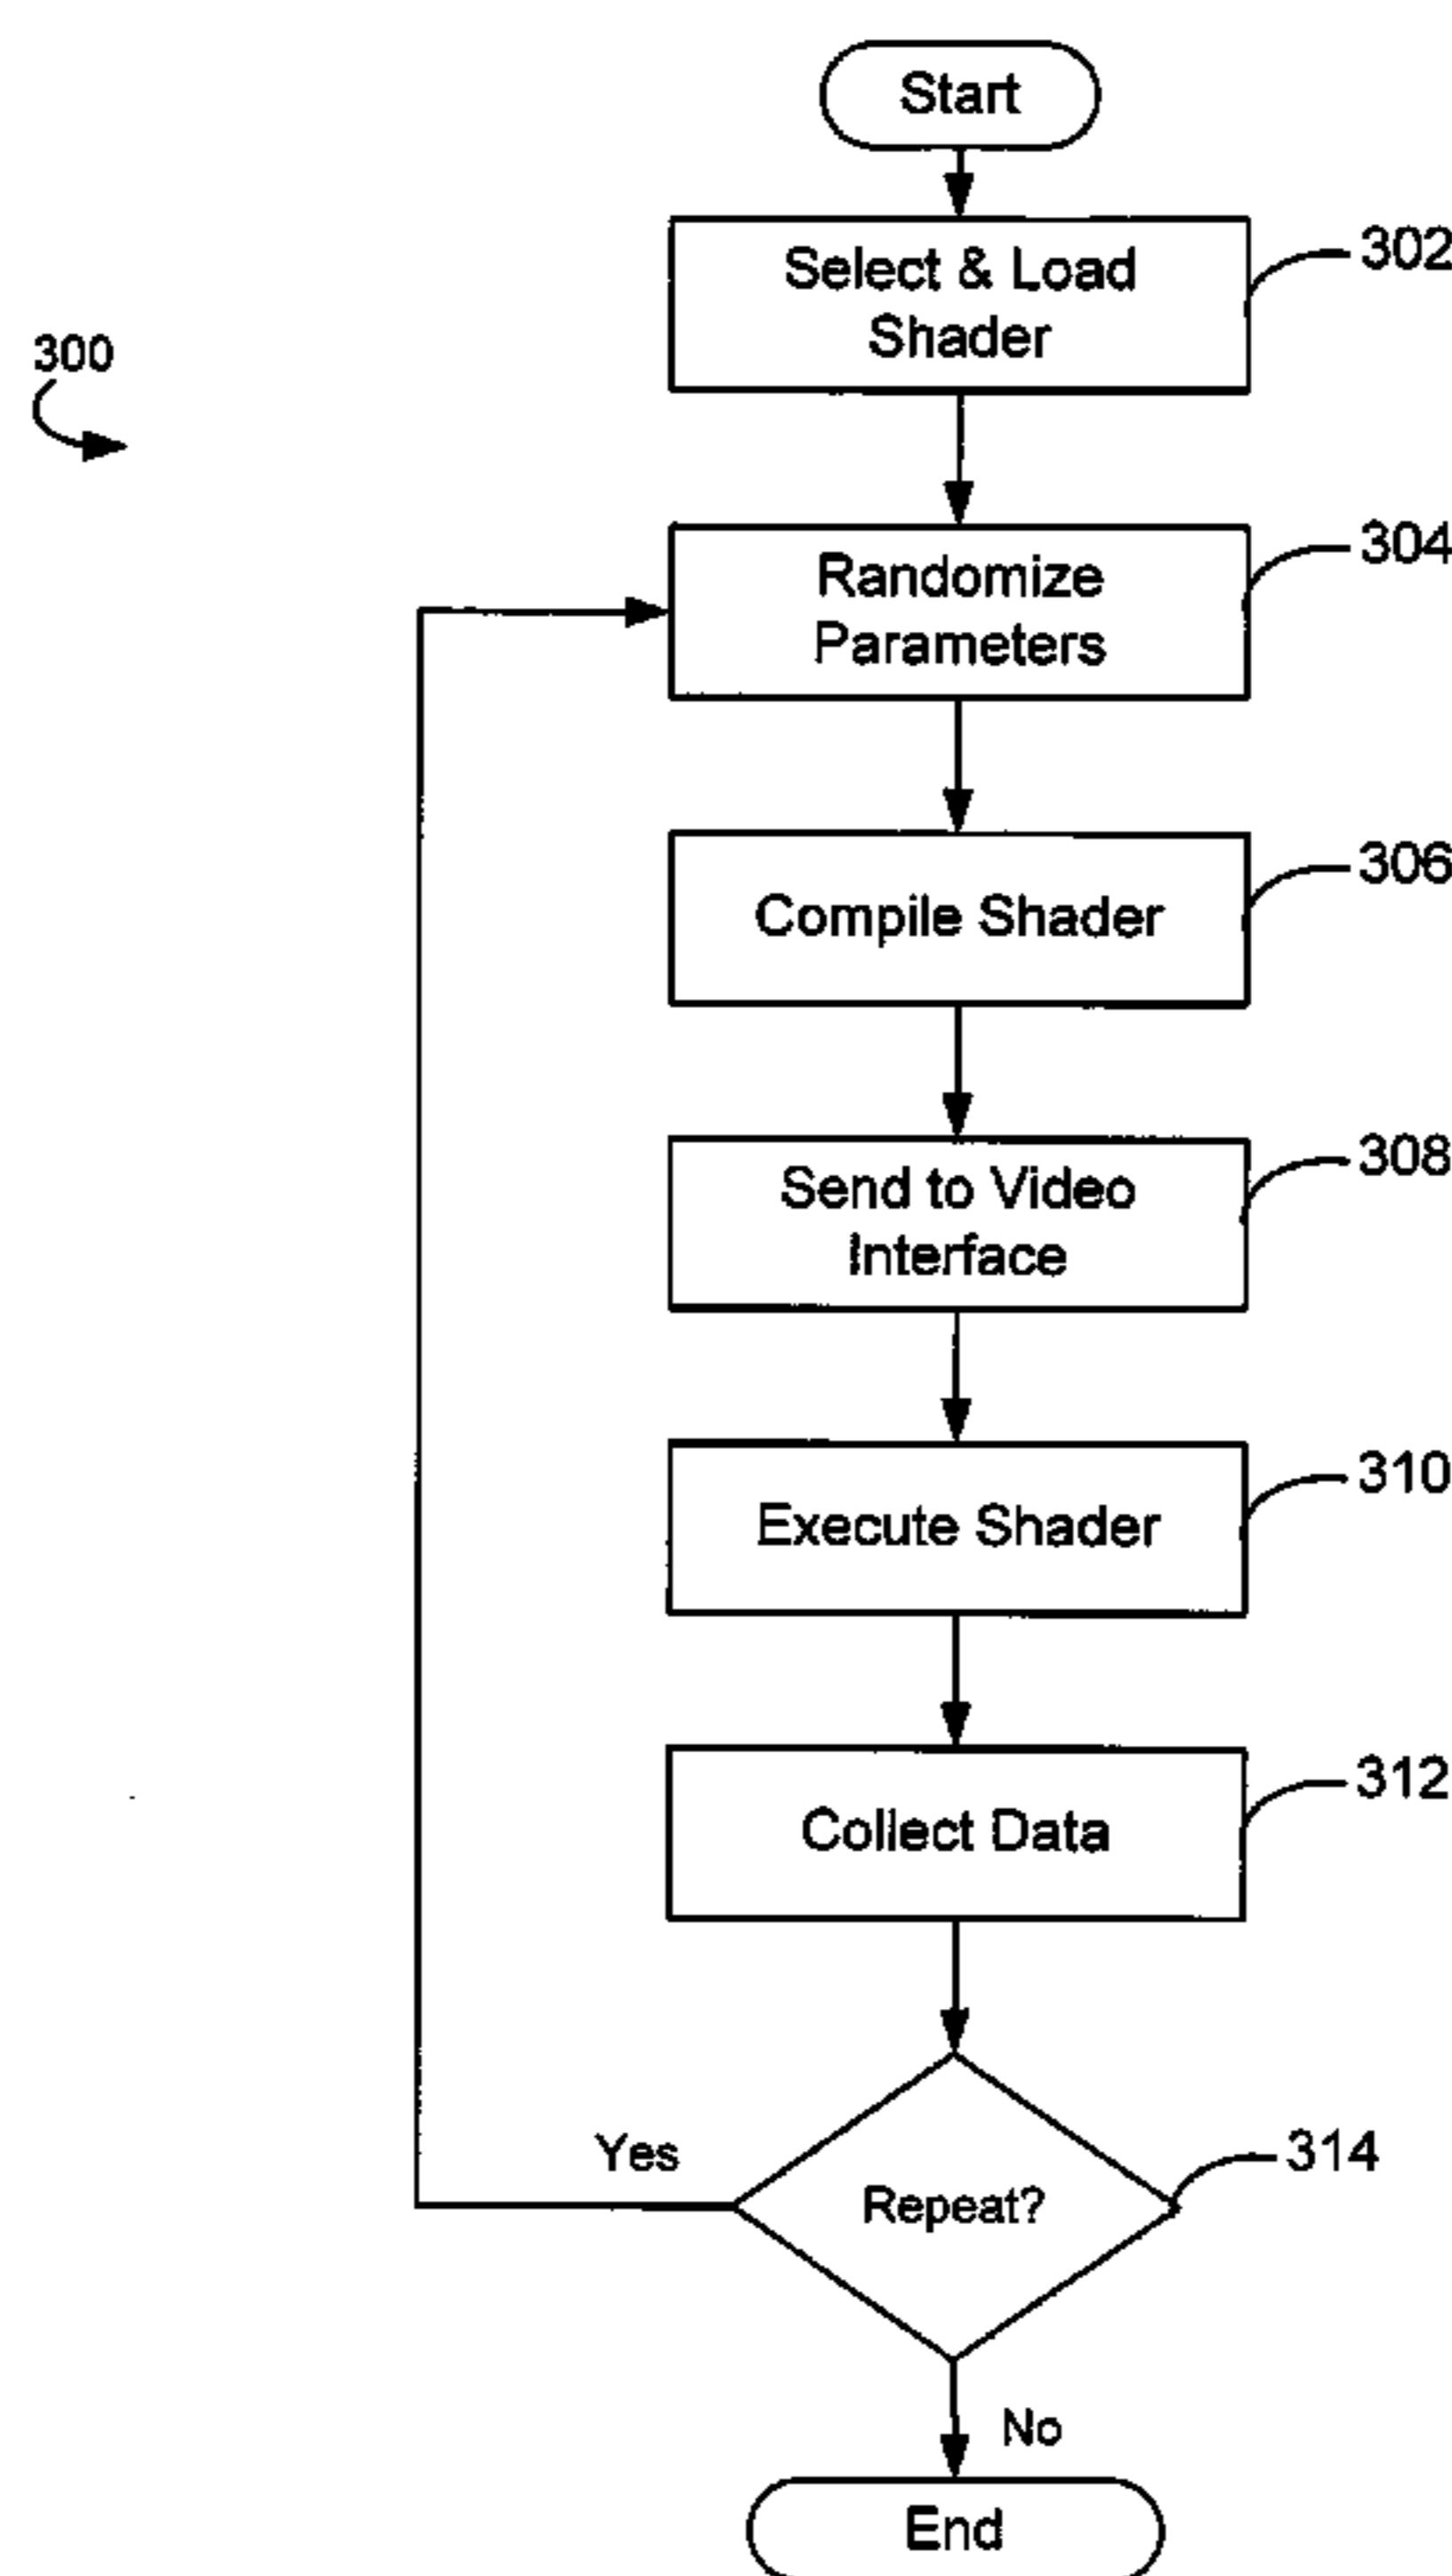 Start
Select & Load
Shader
302
300
Randomize
Parameters
304
Compile Shader
306
Send to Video
Interface
308
Execute Shader
310
Collect Data
312
Yes
Repeat?
314
No
End